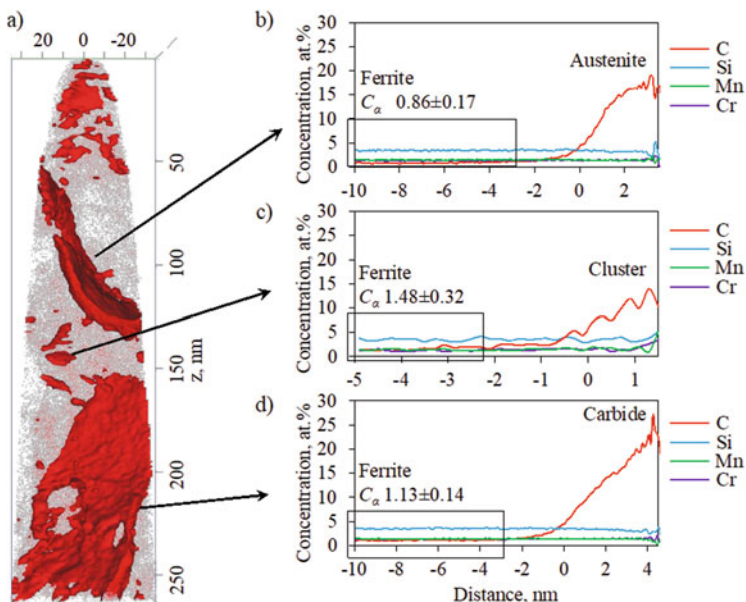 a)
20 0 -20
50
100
150
200
250
z, nm
b)
Concentration, at.%
30
25
20
15
10
5
0
Ferrite
Cα 0.86±0.17
Austenite
-10 -8 -6 -4 -2 0 2
C
Si
Mn
Cr
c)
Concentration, at.%
30
25
20
15
10
5
0
Ferrite
Cα 1.48±0.32
Cluster
-5 -4 -3 -2 -1 0 1
C
Si
Mn
Cr
d)
Concentration, at.%
30
25
20
15
10
5
0
Ferrite
Cα 1.13±0.14
Carbide
-10 -8 -6 -4 -2 0 2 4
Distance, nm
C
Si
Mn
Cr